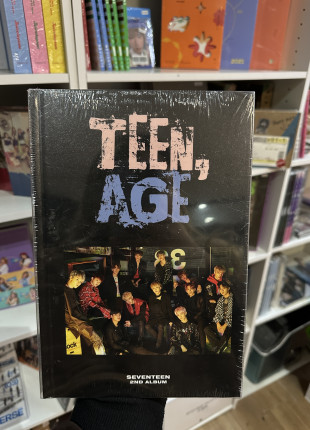 TEEN,
AGE
SEVENTEEN
2ND ALBUM